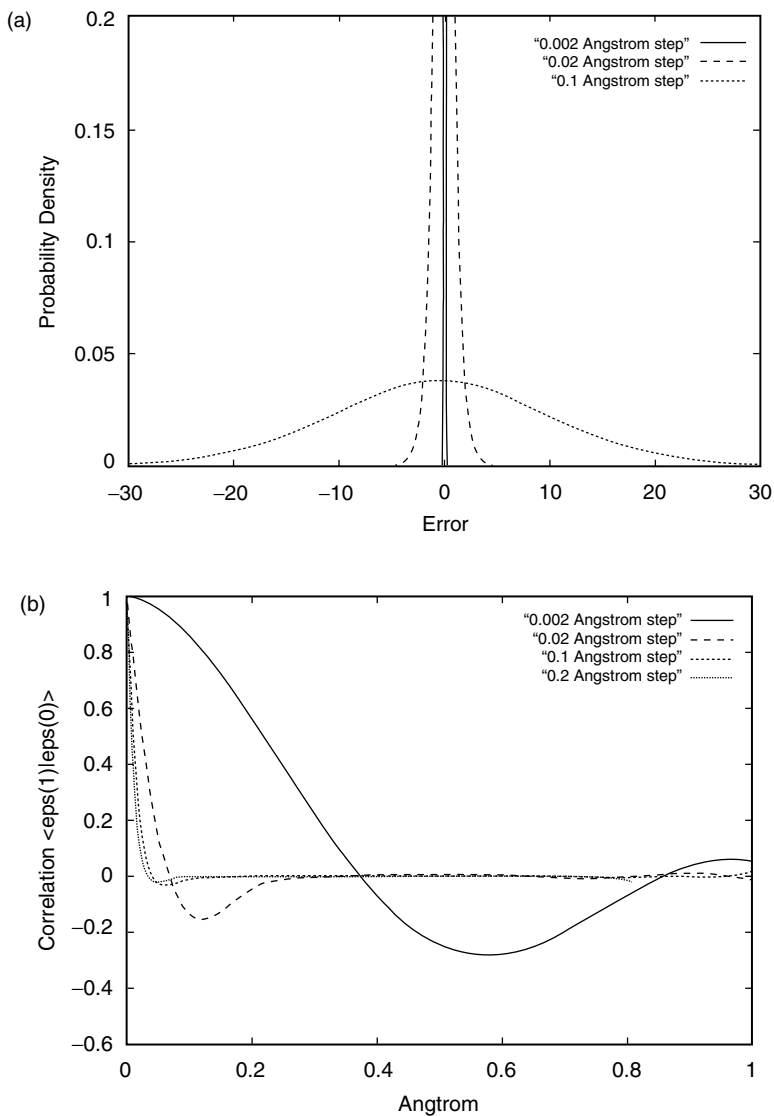 (a)
0.2
0.15
0.1
0.05
0
Probability Density
“0.002 Angstrom step”
“0.02 Angstrom step”
“0.1 Angstrom step”
−30 −20 −10 0 10 20 30
Error
(b)
1
0.8
0.6
0.4
0.2
0
−0.2
−0.4
−0.6
Correlation <eps(1)|eps(0)>
“0.002 Angstrom step”
“0.02 Angstrom step”
“0.1 Angstrom step”
“0.2 Angstrom step”
0 0.2 0.4 0.6 0.8 1
Angtrom